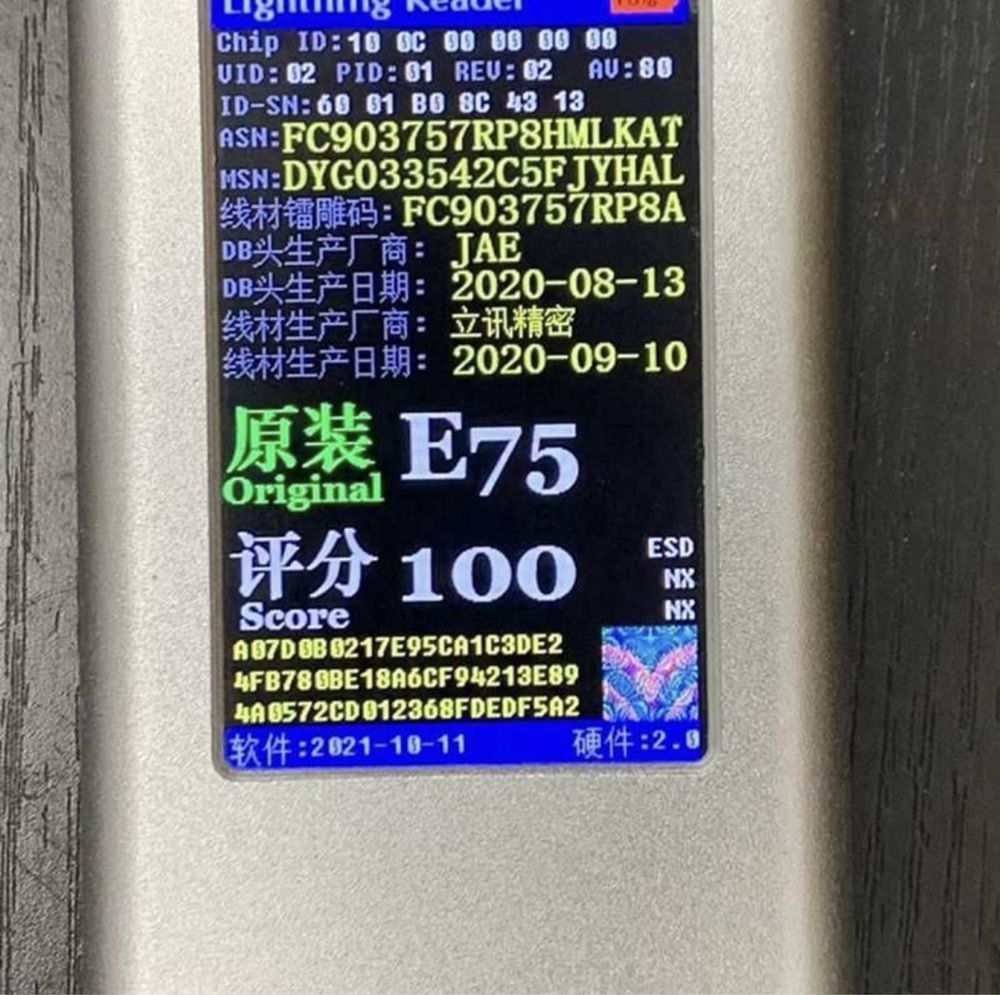 Lightning Reader
Chip ID:10 0C 00 00 00 00
VID:02 PID:01 REV:02 AV:80
ID-SN:60 01 B0 8C 43 13
ASN:FC903757RP8HMLKAT
MSN:DYG033542C5FJYHAL
线材镭雕码:FC903757RP8A
DB头生产厂商: JAE
DB头生产日期: 2020-08-13
线材生产厂商: 立讯精密
线材生产日期: 2020-09-10
原装 E75
Original
评分 100
Score
ESD
NX
NX
A07D0B0217E95CA1C3DE2
4FB780BE18A6CF94213E89
4A0572CD012368FDEDF5A2
软件:2021-10-11 硬件:2.0